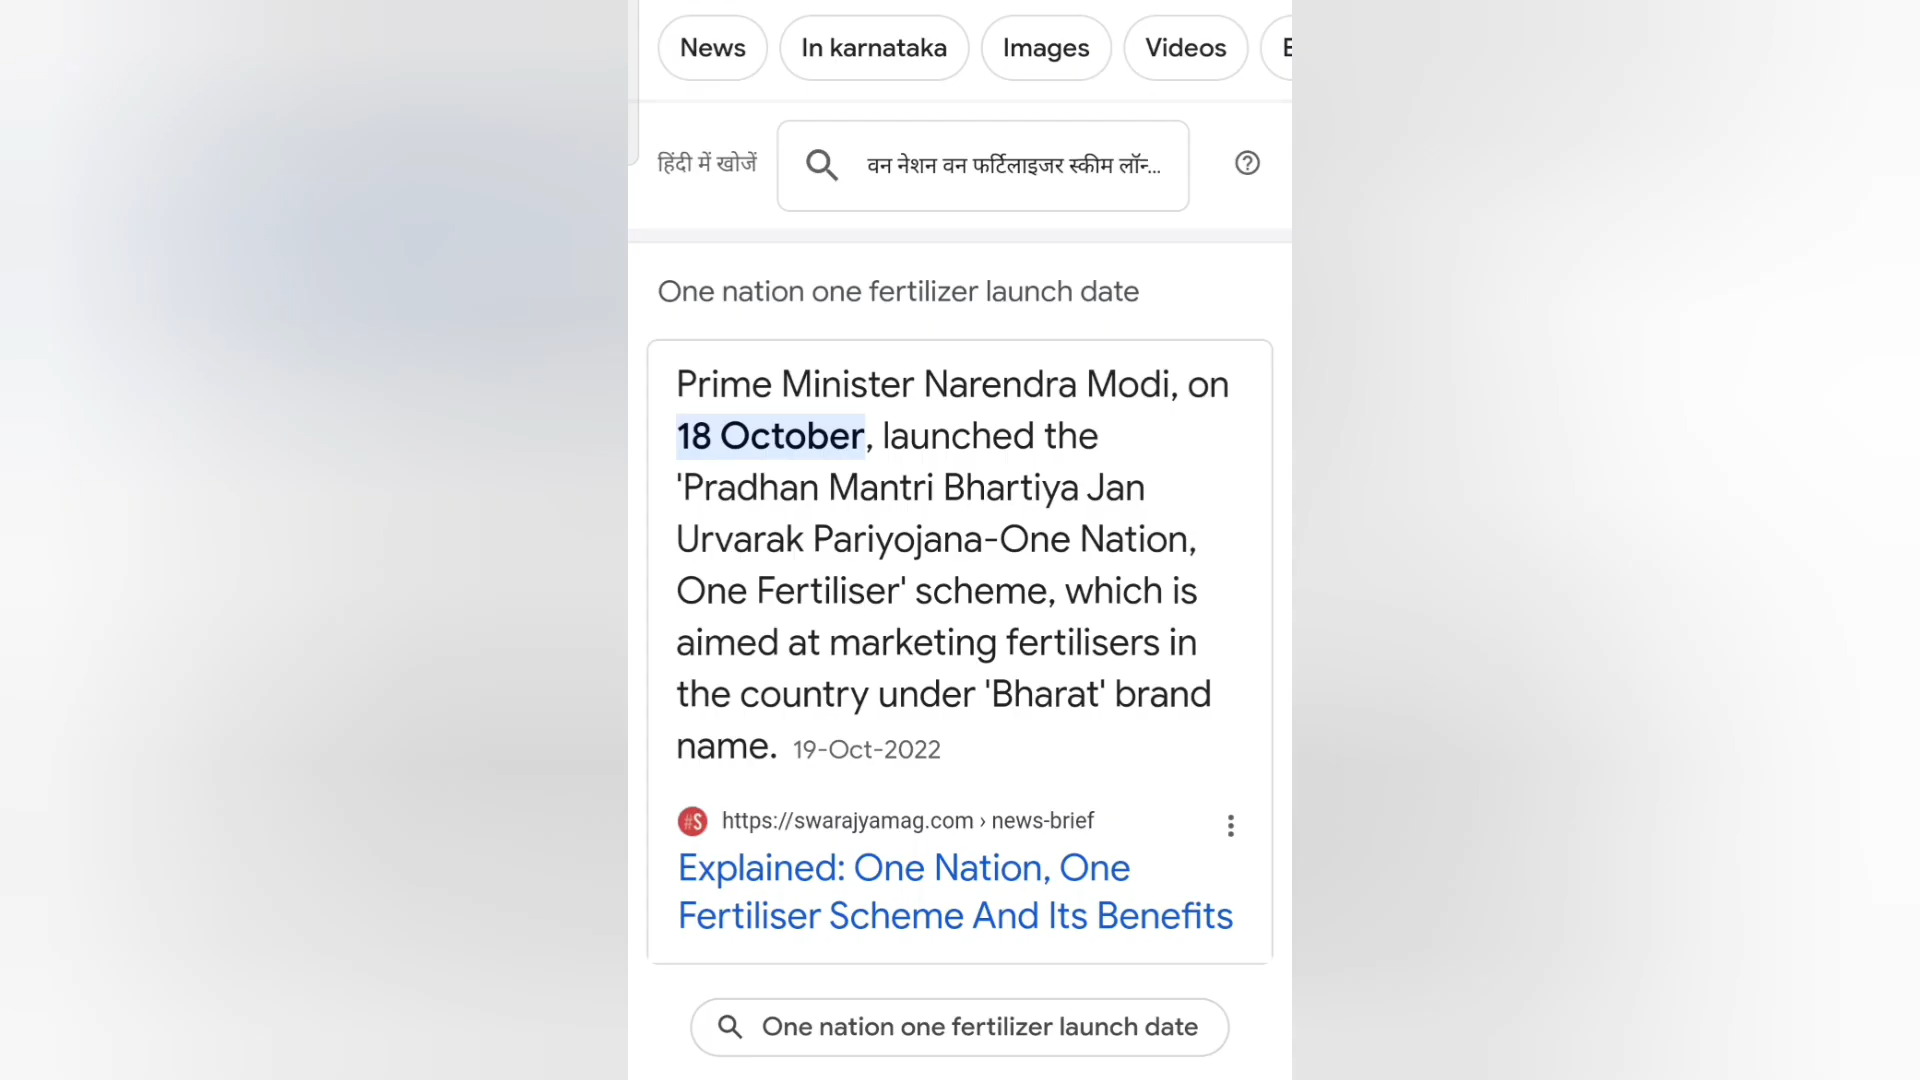 News In karnataka Images Videos
हिंदी में खोजें वन नेशन वन फर्टिलाइजर स्कीम लॉन्...
One nation one fertilizer launch date
Prime Minister Narendra Modi, on
18 October, launched the
'Pradhan Mantri Bhartiya Jan
Urvarak Pariyojana-One Nation,
One Fertiliser' scheme, which is
aimed at marketing fertilisers in
the country under 'Bharat' brand
name. 19-Oct-2022
#S https://swarajyamag.com › news-brief
Explained: One Nation, One
Fertiliser Scheme And Its Benefits
One nation one fertilizer launch date